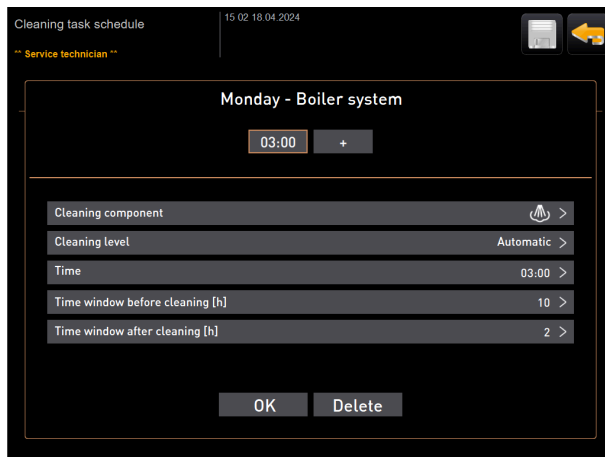 Cleaning task schedule
15 02 18.04.2024
** Service technician **
Monday - Boiler system
03:00 +
Cleaning component >
Cleaning level Automatic >
Time 03:00 >
Time window before cleaning [h] 10 >
Time window after cleaning [h] 2 >
OK Delete